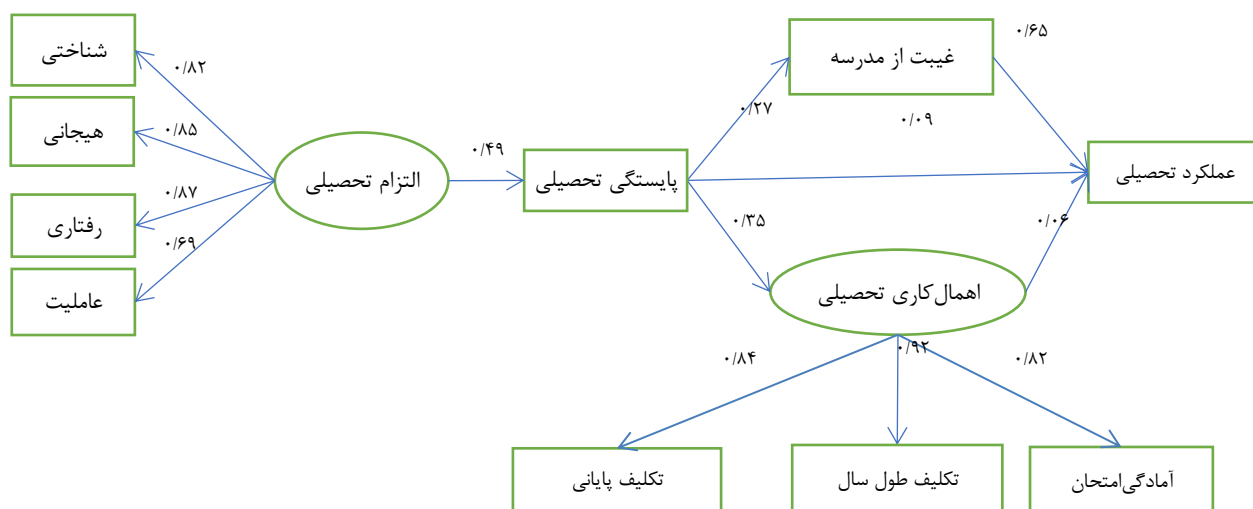 شناختی
هیجانی
رفتاری
عاملیت
۰/۸۲
۰/۸۵
۰/۸۷
۰/۶۹
التزام تحصیلی
۰/۴۹
پایستگی تحصیلی
۰/۲۷
۰/۳۵
غیبت از مدرسه
۰/۰۹
۰/۶۵
عملکرد تحصیلی
۰/۰۶
اهمال‌کاری تحصیلی
۰/۸۴
۰/۹۲
۰/۸۲
تکلیف پایانی
تکلیف طول سال
آمادگی‌امتحان